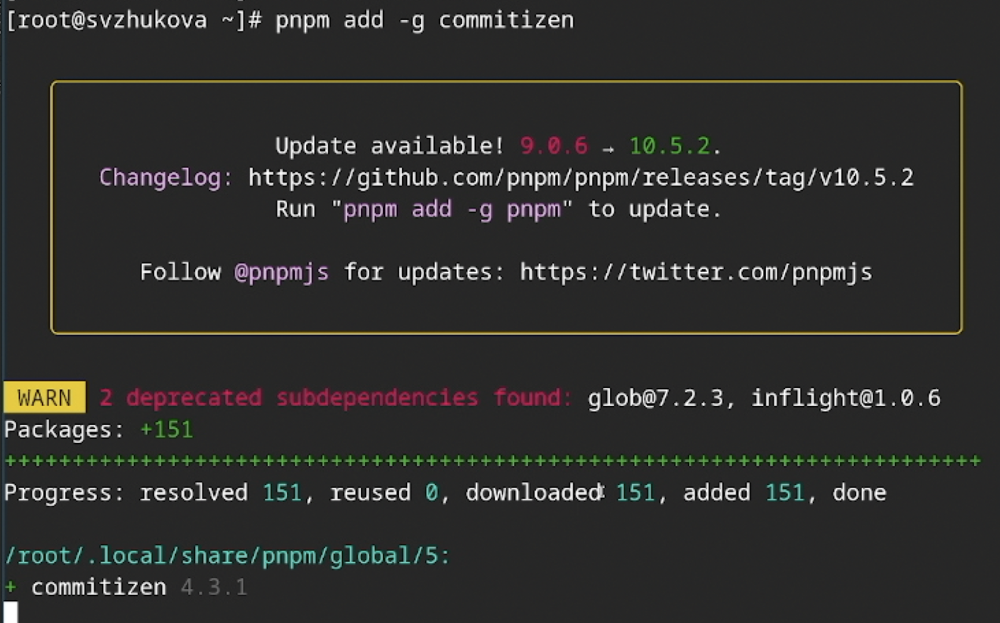 [root@svzhukova ~]# pnpm add -g commitizen
Update available! 9.0.6 → 10.5.2.
Changelog: https://github.com/pnpm/pnpm/releases/tag/v10.5.2
Run "pnpm add -g pnpm" to update.
Follow @pnpmjs for updates: https://twitter.com/pnpmjs
WARN 2 deprecated subdependencies found: glob@7.2.3, inflight@1.0.6
Packages: +151
++++++++++++++++++++++++++++++++++++++++++++++++++++++++++++++++++++++++
Progress: resolved 151, reused 0, downloaded 151, added 151, done
/root/.local/share/pnpm/global/5:
+ commitizen 4.3.1